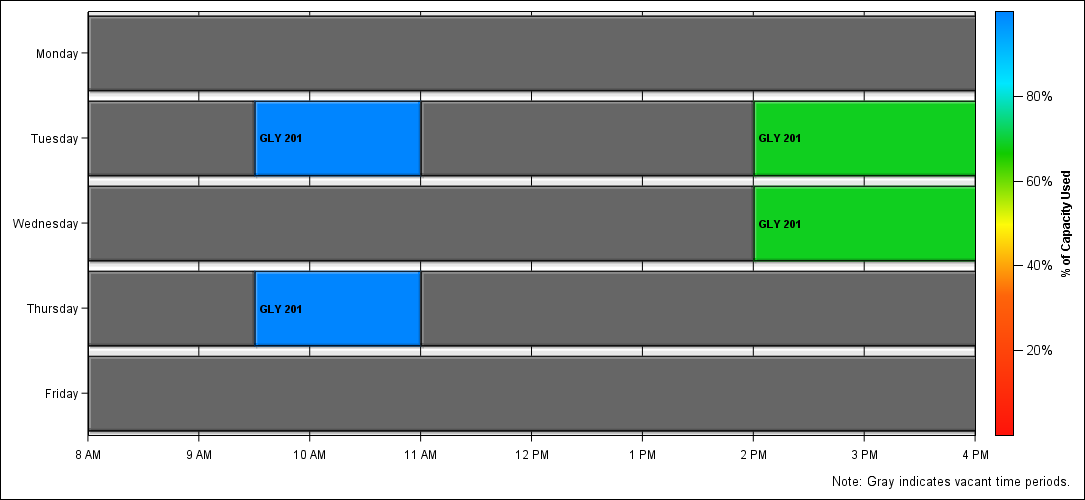 Monday
Tuesday
GLY 201
GLY 201
Wednesday
GLY 201
Thursday
GLY 201
Friday
8 AM
9 AM
10 AM
11 AM
12 PM
1 PM
2 PM
3 PM
4 PM
80%
60%
40%
20%
% of Capacity Used
Note: Gray indicates vacant time periods.